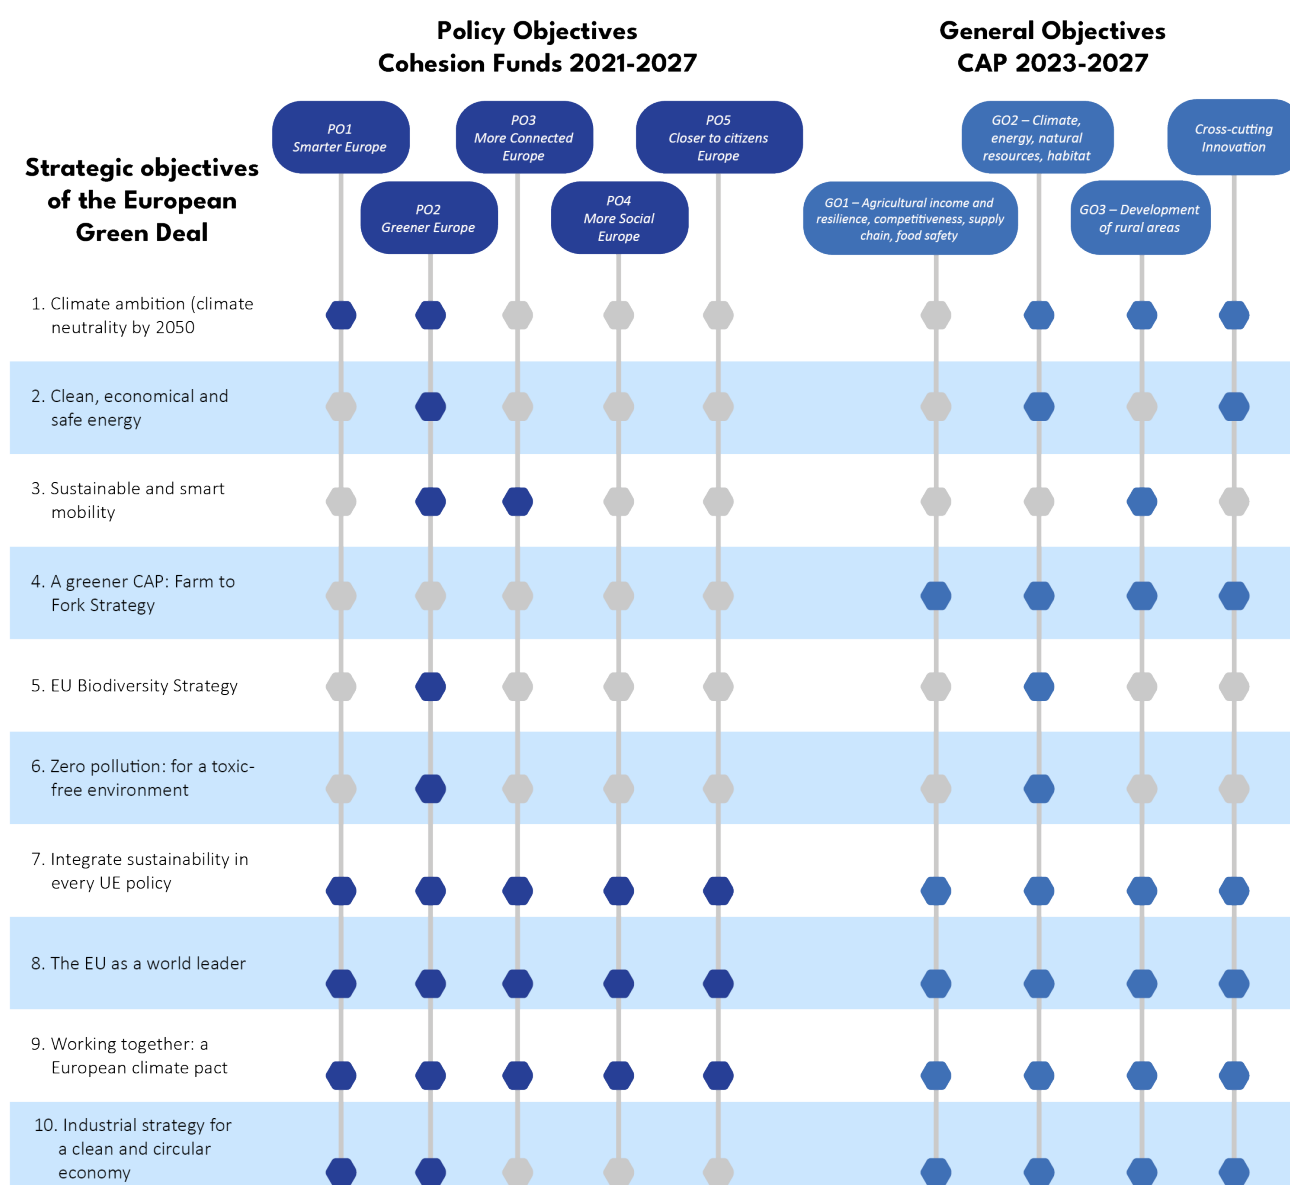 Policy Objectives
Cohesion Funds 2021-2027
General Objectives
CAP 2023-2027
Strategic objectives
of the European
Green Deal
PO1
Smarter Europe
PO2
Greener Europe
PO3
More Connected
Europe
PO4
More Social
Europe
PO5
Closer to citizens
Europe
GO1 – Agricultural income and
resilience, competitiveness, supply
chain, food safety
GO2 – Climate,
energy, natural
resources, habitat
GO3 – Development
of rural areas
Cross-cutting
Innovation
1. Climate ambition (climate
neutrality by 2050
2. Clean, economical and
safe energy
3. Sustainable and smart
mobility
4. A greener CAP: Farm to
Fork Strategy
5. EU Biodiversity Strategy
6. Zero pollution: for a toxic-
free environment
7. Integrate sustainability in
every UE policy
8. The EU as a world leader
9. Working together: a
European climate pact
10. Industrial strategy for
a clean and circular
economy